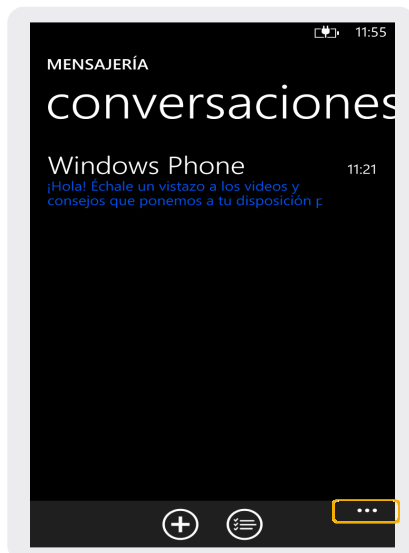 11:55
MENSAJERÍA
conversaciones
Windows Phone 11:21
¡Hola! Échale un vistazo a los videos y
consejos que ponemos a tu disposición p
...